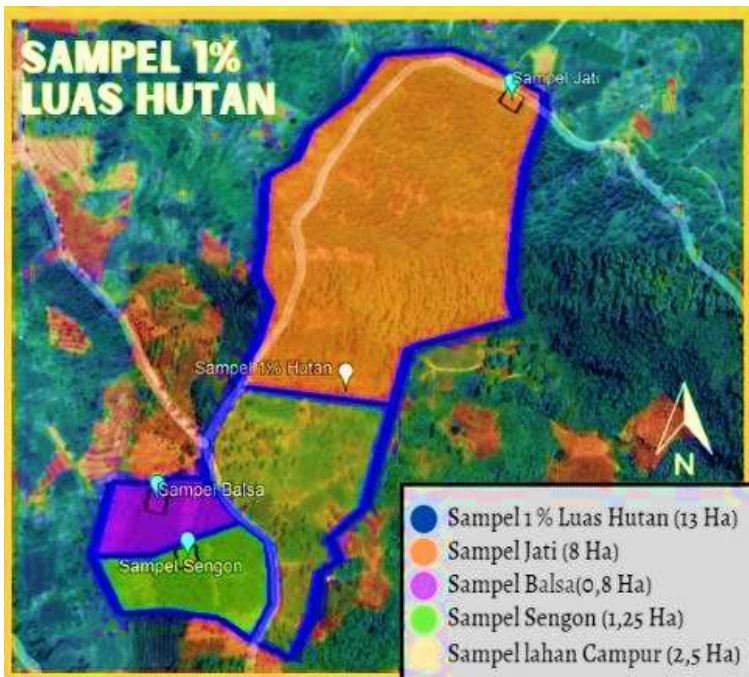 SAMPEL 1%
LUAS HUTAN
Sampel Jati
Sampel 1% Hutan
Sampel Balsa
Sampel Sengon
N
Sampel 1 % Luas Hutan (13 Ha)
Sampel Jati (8 Ha)
Sampel Balsa(0,8 Ha)
Sampel Sengon (1,25 Ha)
Sampel lahan Campur (2,5 Ha)